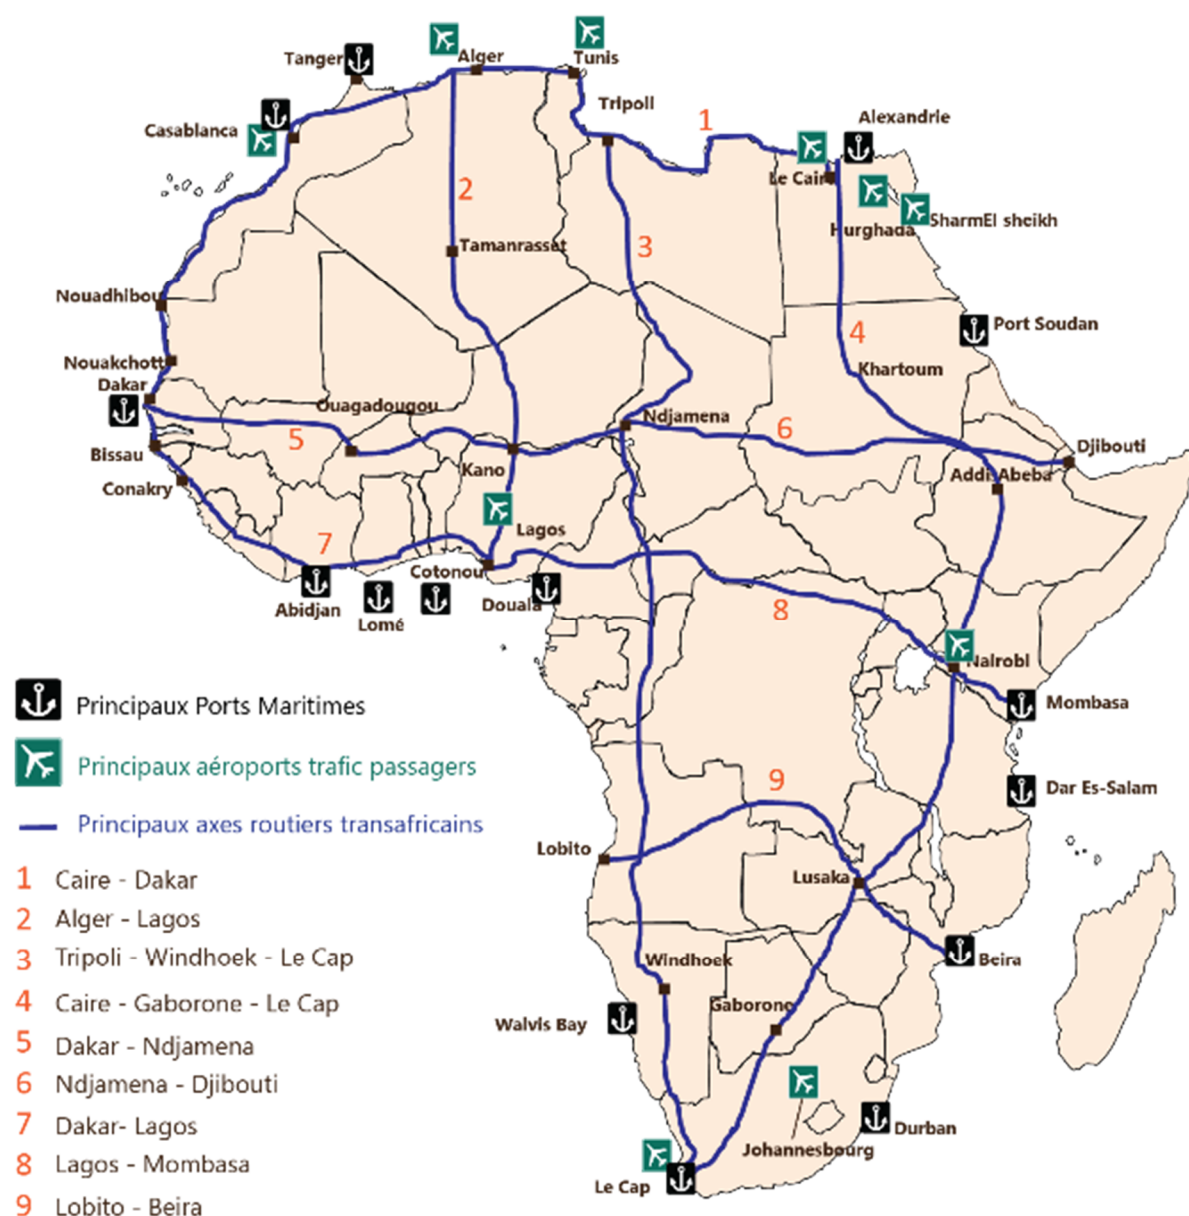 Alger
Tunis
Tanger
Tripoli
Casablanca
1
Alexandrie
Le Caire
2
Hurghada
SharmEl sheikh
Tamanrasset
3
Nouadhibou
4
Port Soudan
Nouakchott
Khartoum
Dakar
Ouagadougou
Ndjamena
5
6
Djibouti
Bissau
Kano
Addis Abeba
Conakry
Lagos
7
Cotonou
Abidjan
Douala
8
Lomé
Nairobi
Principaux Ports Maritimes
Mombasa
Principaux aéroports trafic passagers
9
Dar Es-Salam
Principaux axes routiers transafricains
Lobito
1 Caire - Dakar
Lusaka
2 Alger - Lagos
3 Tripoli - Windhoek - Le Cap
Windhoek
Beira
4 Caire - Gaborone - Le Cap
Gaborone
Walvis Bay
5 Dakar - Ndjamena
6 Ndjamena - Djibouti
7 Dakar- Lagos
Durban
Johannesbourg
8 Lagos - Mombasa
Le Cap
9 Lobito - Beira